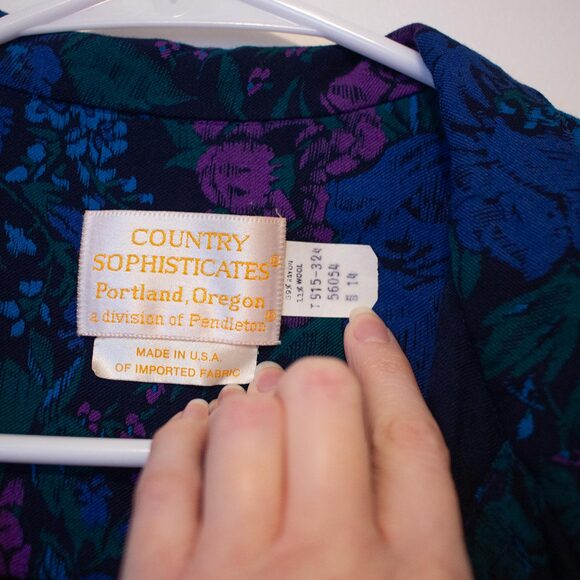 COUNTRY
SOPHISTICATES®
Portland, Oregon
a division of Pendleton®
MADE IN U.S.A.
OF IMPORTED FABRIC
89% RAYON
11% WOOL
T915-324
56054
14